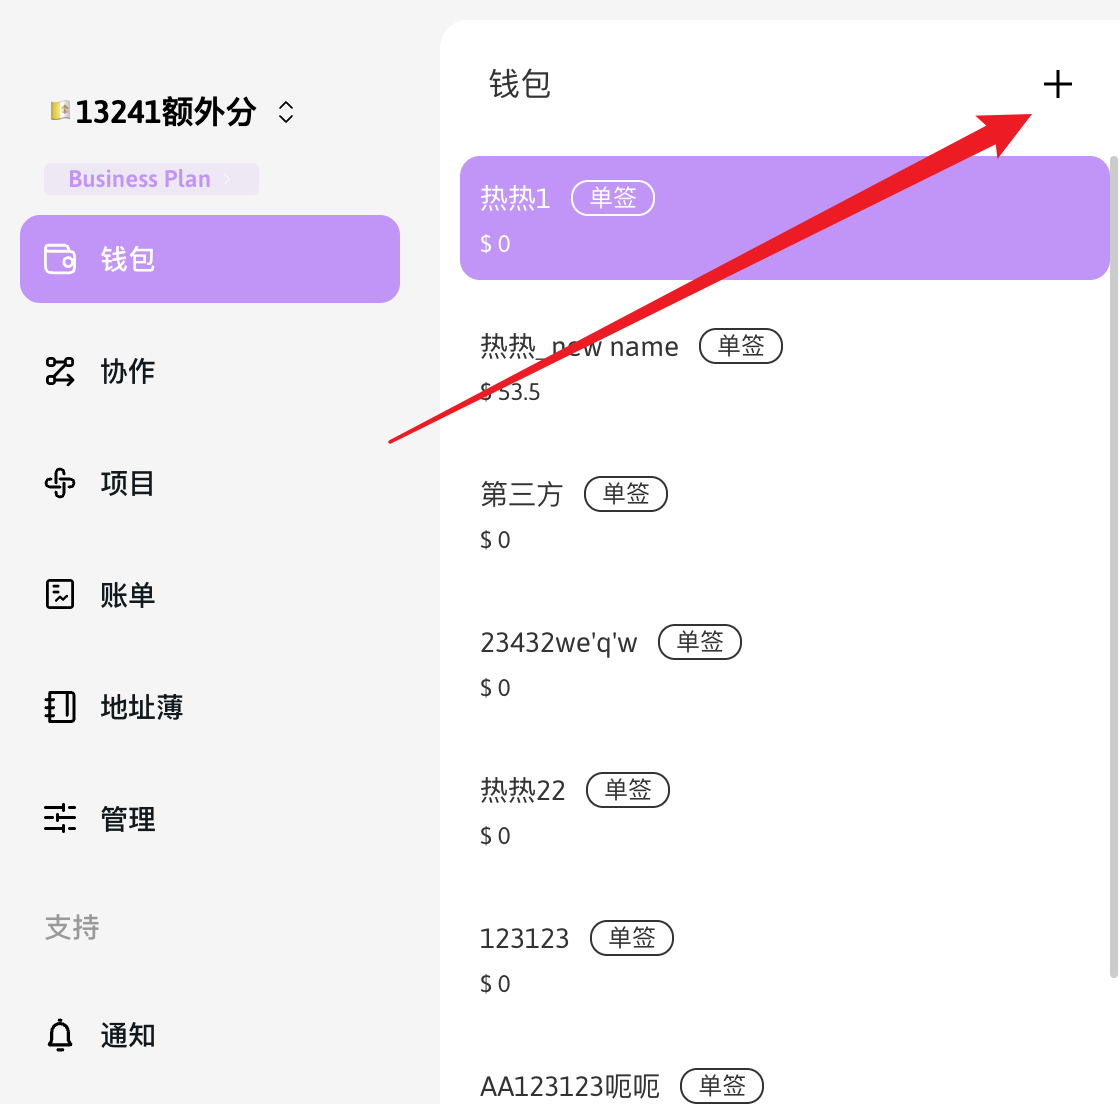 13241额外分
Business Plan
钱包
协作
项目
账单
地址薄
管理
支持
通知
钱包
热热1 单签
$ 0
热热_new name 单签
$ 53.5
第三方 单签
$ 0
23432we'q'w 单签
$ 0
热热22 单签
$ 0
123123 单签
$ 0
AA123123呃呃 单签